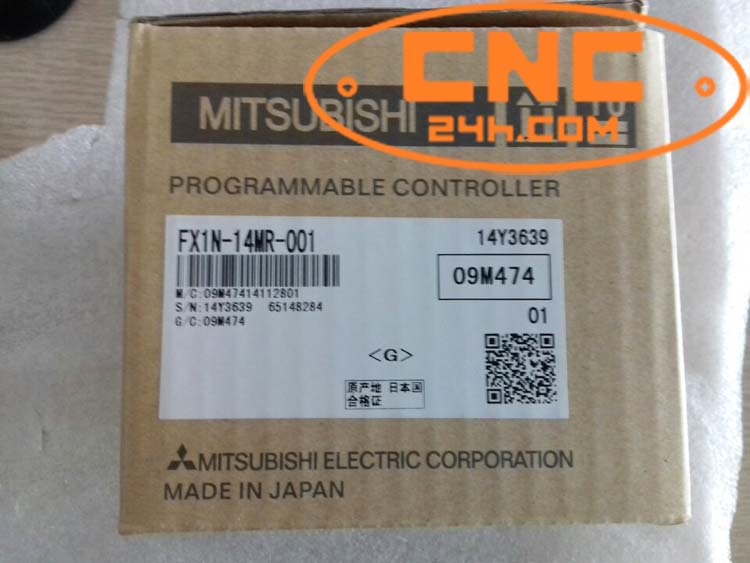 CNC
24h.COM
MITSUBISHI
PROGRAMMABLE CONTROLLER
FX1N-14MR-001
14Y3639
M/C:09M47414112801
S/N:14Y3639 65148284
G/C:09M474
09M474
01
<G>
原产地 日本国
合格证
MITSUBISHI ELECTRIC CORPORATION
MADE IN JAPAN